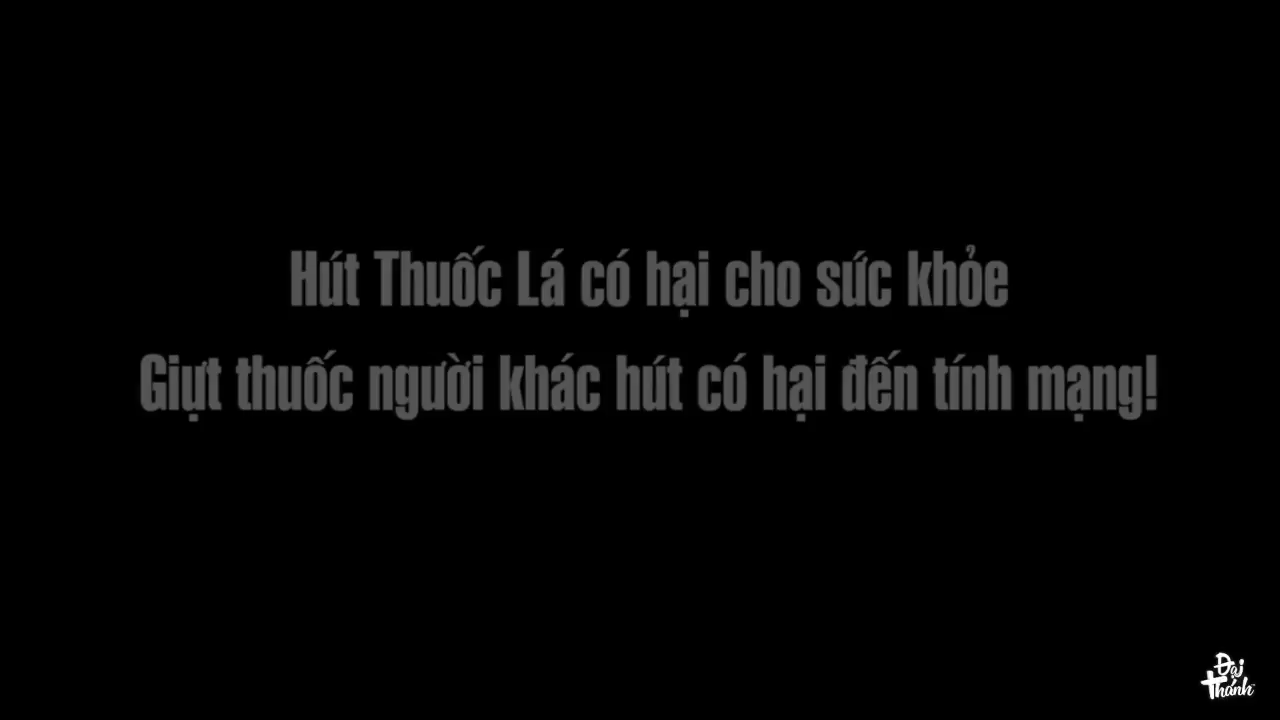 Hút Thuốc Lá có hại cho sức khỏe
Giựt thuốc người khác hút có hại đến tính mạng!
Đại
Thánh